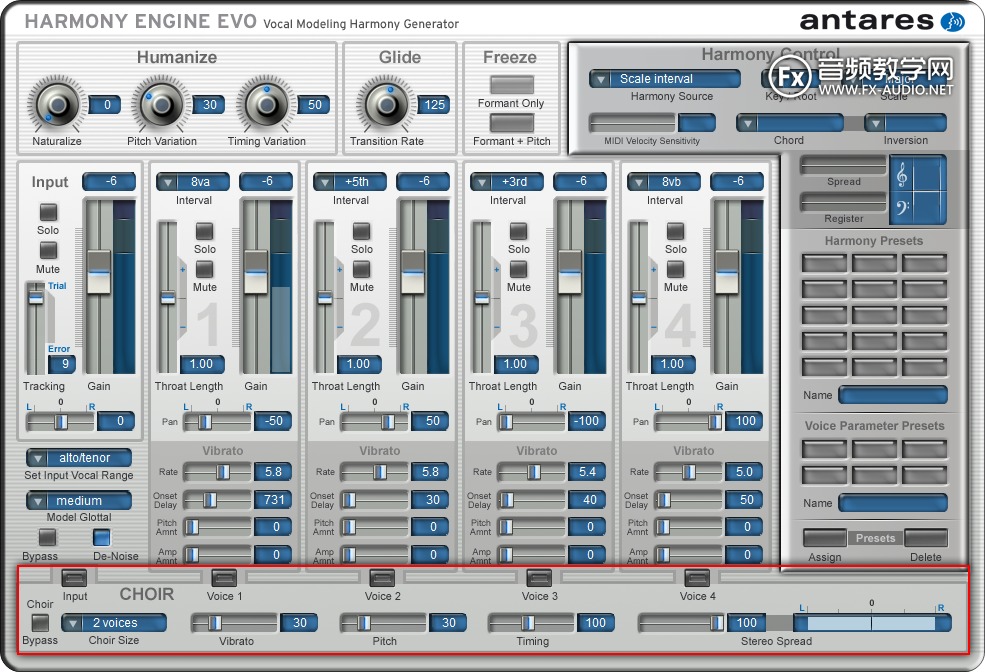 HARMONY ENGINE EVO Vocal Modeling Harmony Generator
antares
Humanize
0
30
50
Naturalize
Pitch Variation
Timing Variation
Glide
125
Transition Rate
Freeze
Formant Only
Formant + Pitch
Harmony Control
Scale interval
Major
Harmony Source
Key / Root
Scale
MIDI Velocity Sensitivity
Chord
Inversion
Fx 音频教学网
WWW.FX-AUDIO.NET
Input
-6
Solo
Mute
Trial
Error
9
Tracking
Gain
L 0 R
0
8va
-6
Interval
Solo
+
Mute
1
-
1.00
Throat Length
Gain
L 0 R
Pan
-50
+5th
-6
Interval
Solo
+
Mute
2
-
1.00
Throat Length
Gain
L 0 R
Pan
50
+3rd
-6
Interval
Solo
+
Mute
3
-
1.00
Throat Length
Gain
L 0 R
Pan
-100
8vb
-6
Interval
Solo
+
Mute
4
-
1.00
Throat Length
Gain
L 0 R
Pan
100
Spread
Register
Harmony Presets
Name
Voice Parameter Presets
Name
Presets
Assign
Delete
alto/tenor
Set Input Vocal Range
medium
Model Glottal
Bypass
De-Noise
Vibrato
Rate
5.8
Onset
Delay
731
Pitch
Amnt
0
Amp
Amnt
0
Vibrato
Rate
5.8
Onset
Delay
30
Pitch
Amnt
0
Amp
Amnt
0
Vibrato
Rate
5.4
Onset
Delay
40
Pitch
Amnt
0
Amp
Amnt
0
Vibrato
Rate
5.0
Onset
Delay
50
Pitch
Amnt
0
Amp
Amnt
0
Input
CHOIR
Voice 1
Voice 2
Voice 3
Voice 4
Choir
Bypass
2 voices
Choir Size
30
Vibrato
30
Pitch
100
Timing
100
Stereo Spread
L 0 R